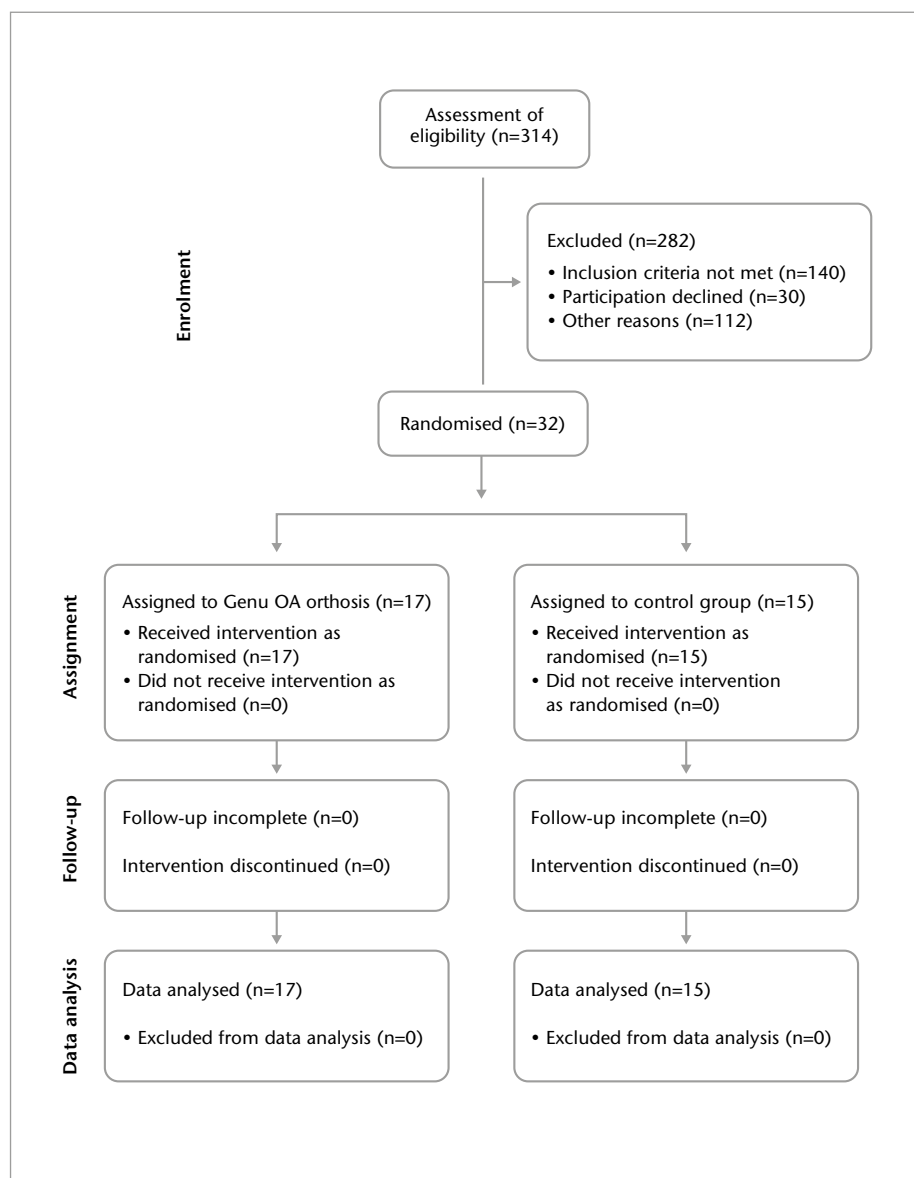 Assessment of
eligibility (n=314)
Enrolment
Excluded (n=282)
• Inclusion criteria not met (n=140)
• Participation declined (n=30)
• Other reasons (n=112)
Randomised (n=32)
Assignment
Assigned to Genu OA orthosis (n=17)
• Received intervention as
randomised (n=17)
• Did not receive intervention as
randomised (n=0)
Assigned to control group (n=15)
• Received intervention as
randomised (n=15)
• Did not receive intervention
as randomised (n=0)
Follow-up
Follow-up incomplete (n=0)
Intervention discontinued (n=0)
Follow-up incomplete (n=0)
Intervention discontinued (n=0)
Data analysis
Data analysed (n=17)
• Excluded from data analysis (n=0)
Data analysed (n=15)
• Excluded from data analysis (n=0)